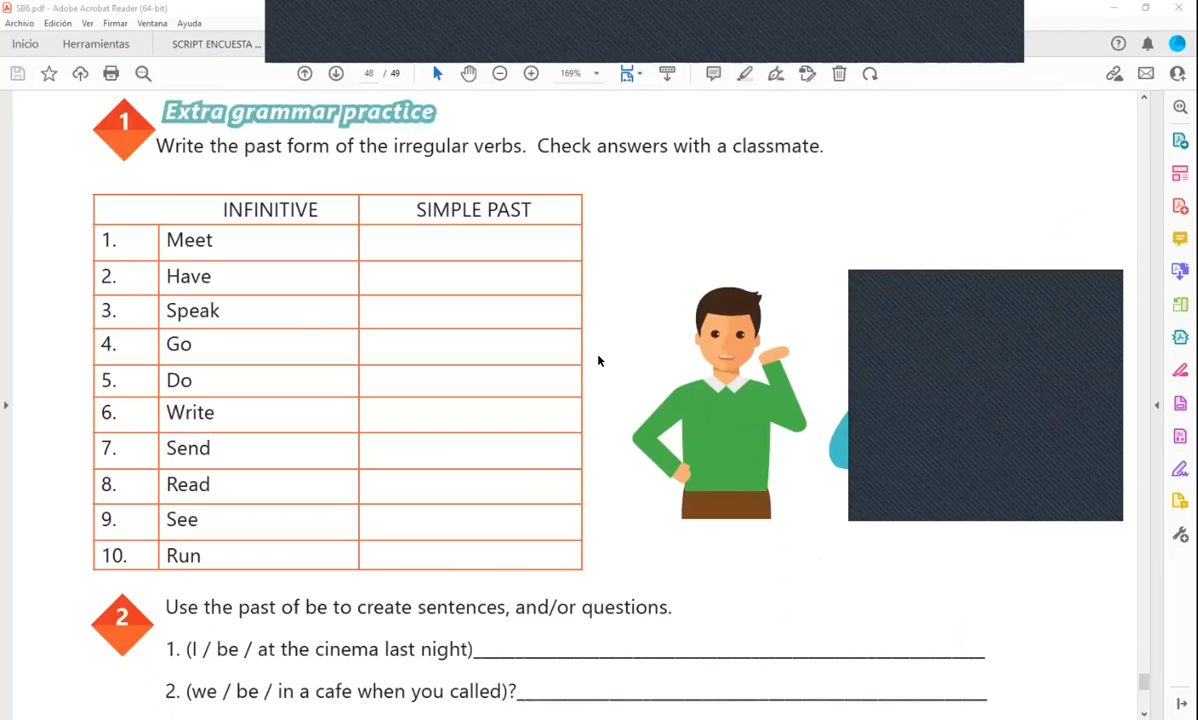 SB6.pdf - Adobe Acrobat Reader (64-bit)
Archivo Edición Ver Firmar Ventana Ayuda
Inicio Herramientas SCRIPT ENCUESTA ...
48 / 49 169%
1 Extra grammar practice
Write the past form of the irregular verbs. Check answers with a classmate.
INFINITIVE SIMPLE PAST
1. Meet
2. Have
3. Speak
4. Go
5. Do
6. Write
7. Send
8. Read
9. See
10. Run
2 Use the past of be to create sentences, and/or questions.
1. (I / be / at the cinema last night)
2. (we / be / in a cafe when you called)?